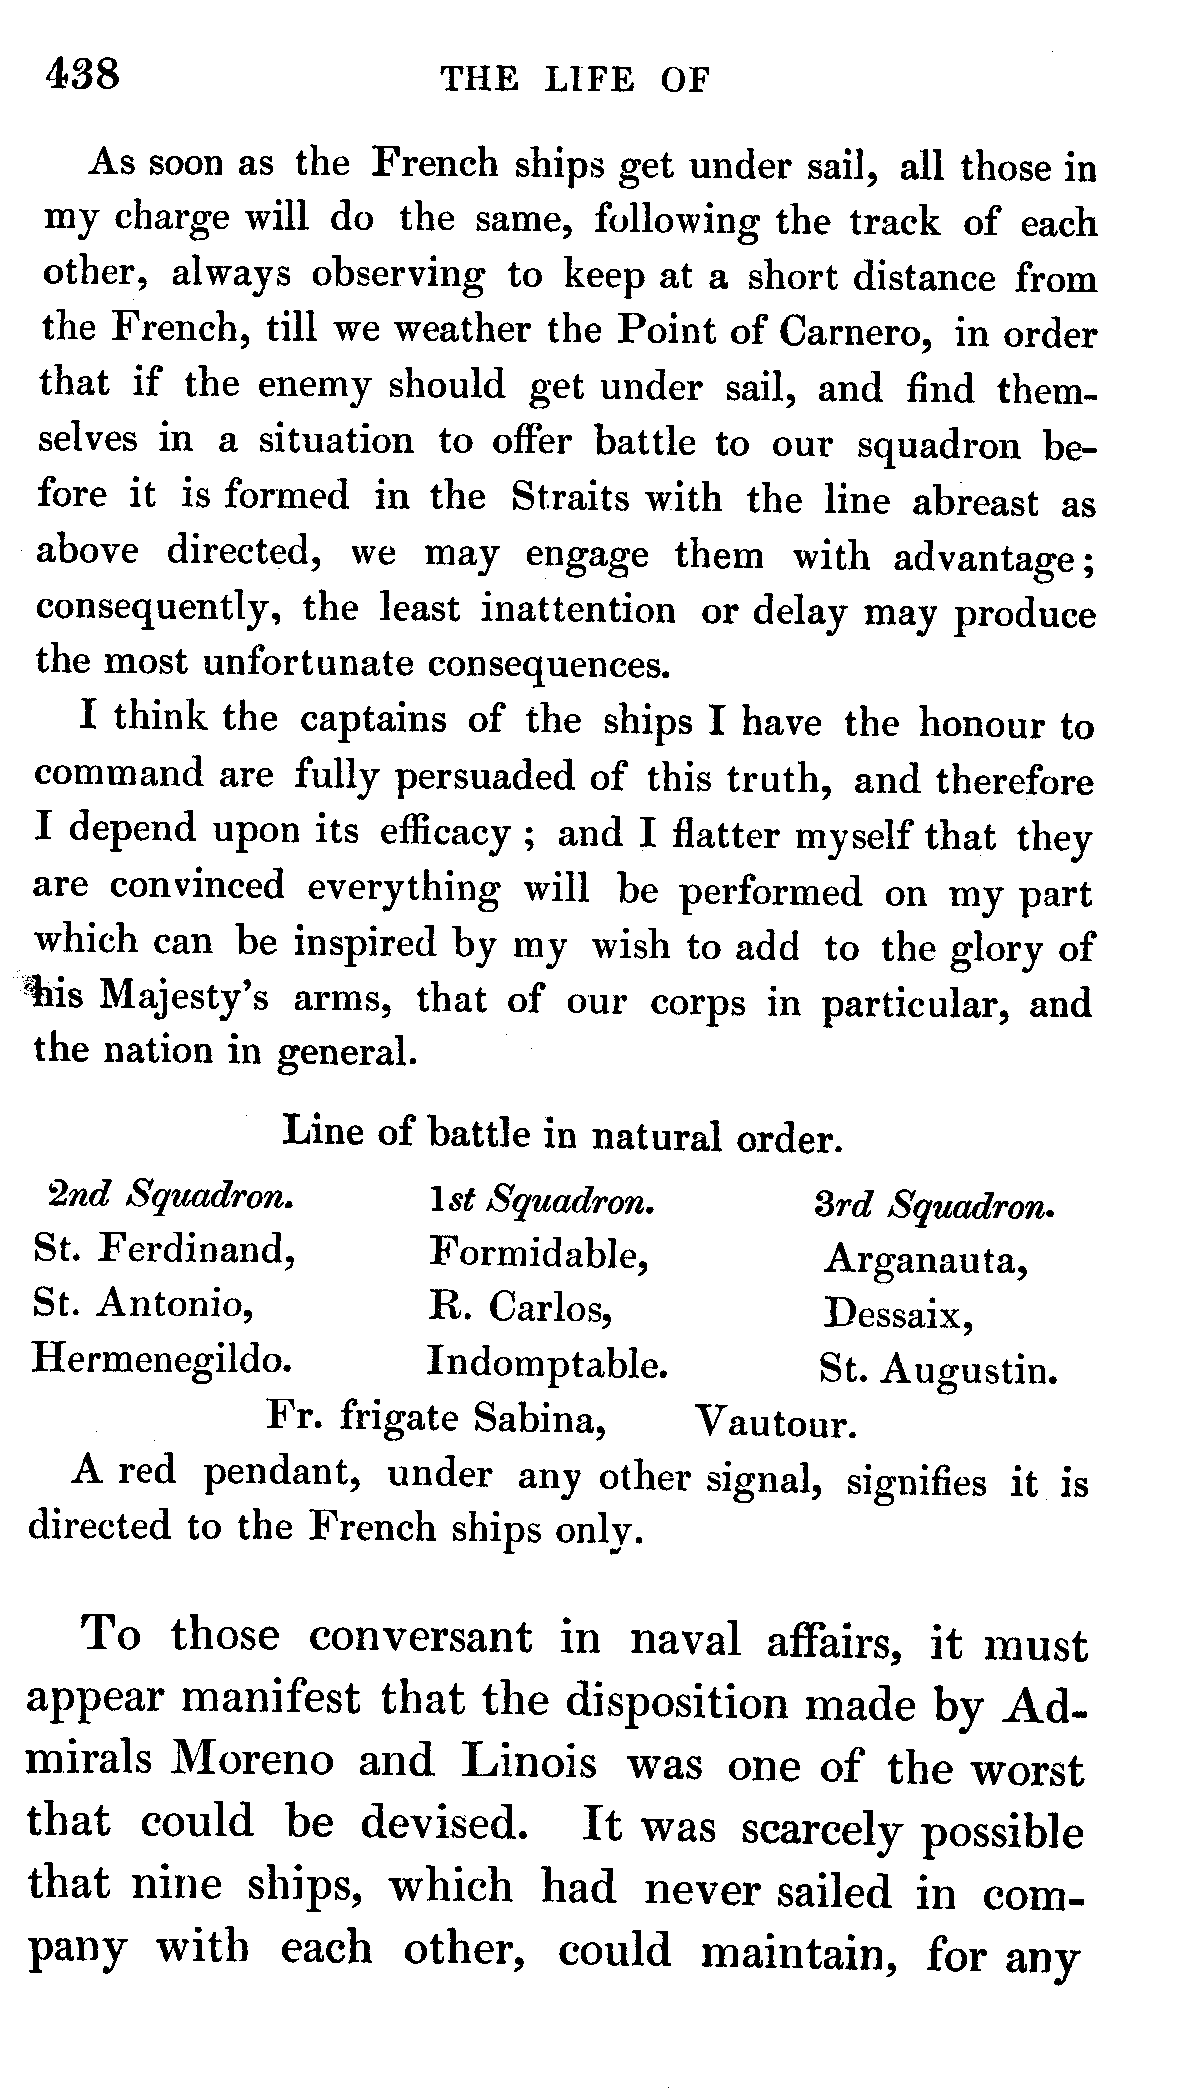 438 THE LIFE OF
As soon as the French ships get under sail, all those in
my charge will do the same, following the track of each
other, always observing to keep at a short distance from
the French, till we weather the Point of Carnero, in order
that if the enemy should get under sail, and find them-
selves in a situation to offer battle to our squadron be-
fore it is formed in the Straits with the line abreast as
above directed, we may engage them with advantage;
consequently, the least inattention or delay may produce
the most unfortunate consequences.
I think the captains of the ships I have the honour to
command are fully persuaded of this truth, and therefore
I depend upon its efficacy ; and I flatter myself that they
are convinced everything will be performed on my part
which can be inspired by my wish to add to the glory of
his Majesty's arms, that of our corps in particular, and
the nation in general.
Line of battle in natural order.
2nd Squadron. 1st Squadron. 3rd Squadron.
St. Ferdinand, Formidable, Arganauta,
St. Antonio, R. Carlos, Dessaix,
Hermenegildo. Indomptable. St. Augustin.
Fr. frigate Sabina, Vautour.
A red pendant, under any other signal, signifies it is
directed to the French ships only.
To those conversant in naval affairs, it must
appear manifest that the disposition made by Ad-
mirals Moreno and Linois was one of the worst
that could be devised. It was scarcely possible
that nine ships, which had never sailed in com-
pany with each other, could maintain, for any